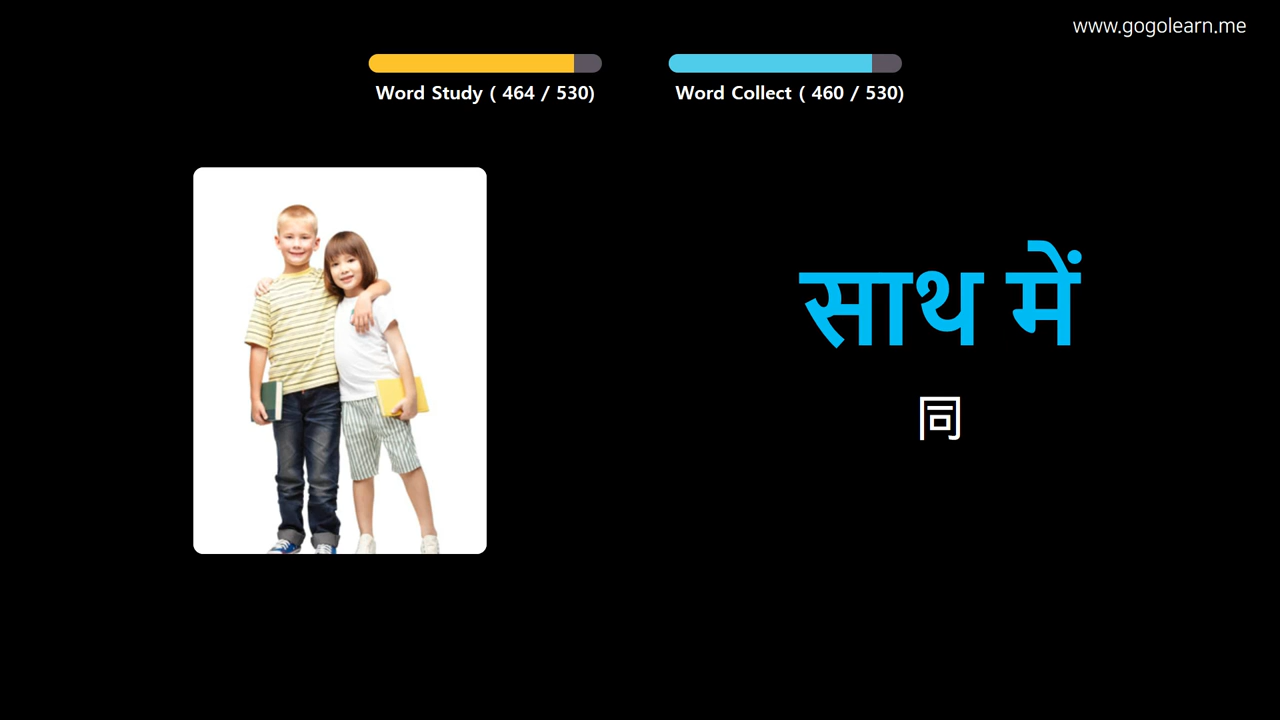 www.gogolearn.me
Word Study ( 464 / 530)
Word Collect ( 460 / 530)
साथ में
同